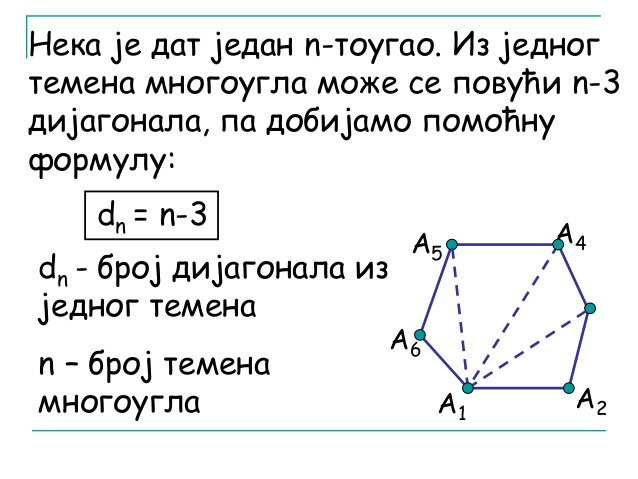 Нека је дат један n-тоугао. Из једног
темена многоугла може се повући n-3
дијагонала, па добијамо помоћну
формулу:
dₙ = n-3
dₙ - број дијагонала из
једног темена
n – број темена
многоугла
A₅
A₄
A₆
A₁
A₂